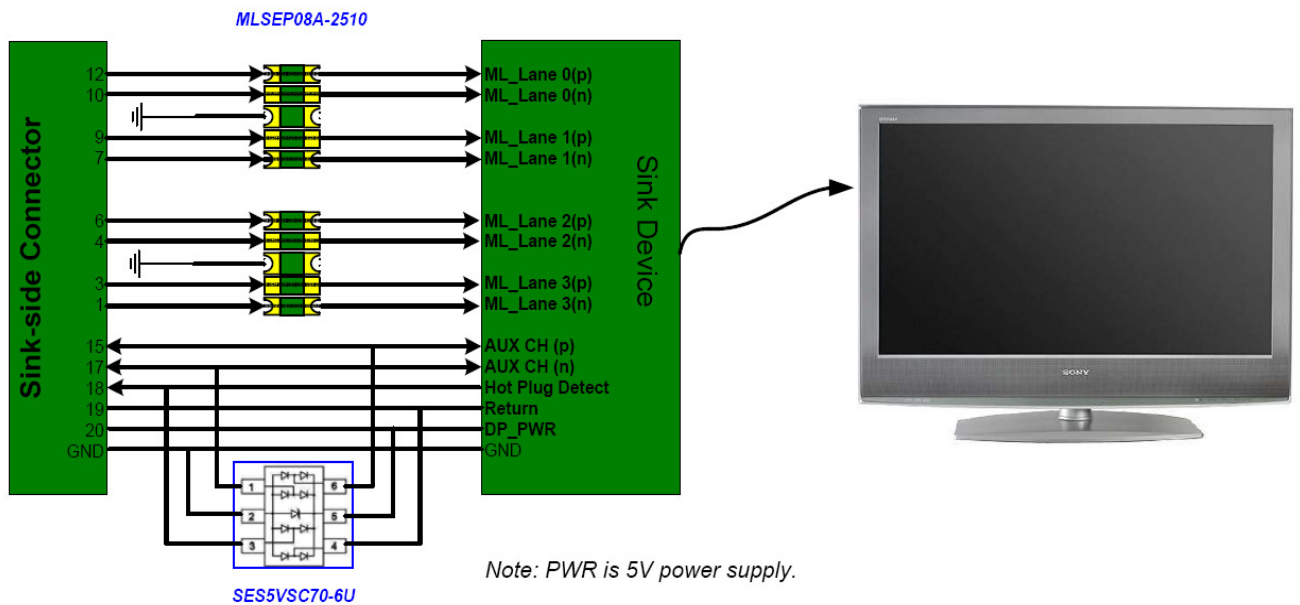 MLSEP08A-2510
Sink-side Connector
12
10
9
7
6
4
3
1
15
17
18
19
20
GND
ML_Lane 0(p)
ML_Lane 0(n)
ML_Lane 1(p)
ML_Lane 1(n)
ML_Lane 2(p)
ML_Lane 2(n)
ML_Lane 3(p)
ML_Lane 3(n)
AUX CH (p)
AUX CH (n)
Hot Plug Detect
Return
DP_PWR
GND
Sink Device
SONY
1
2
3
6
5
4
SES5VSC70-6U
Note: PWR is 5V power supply.